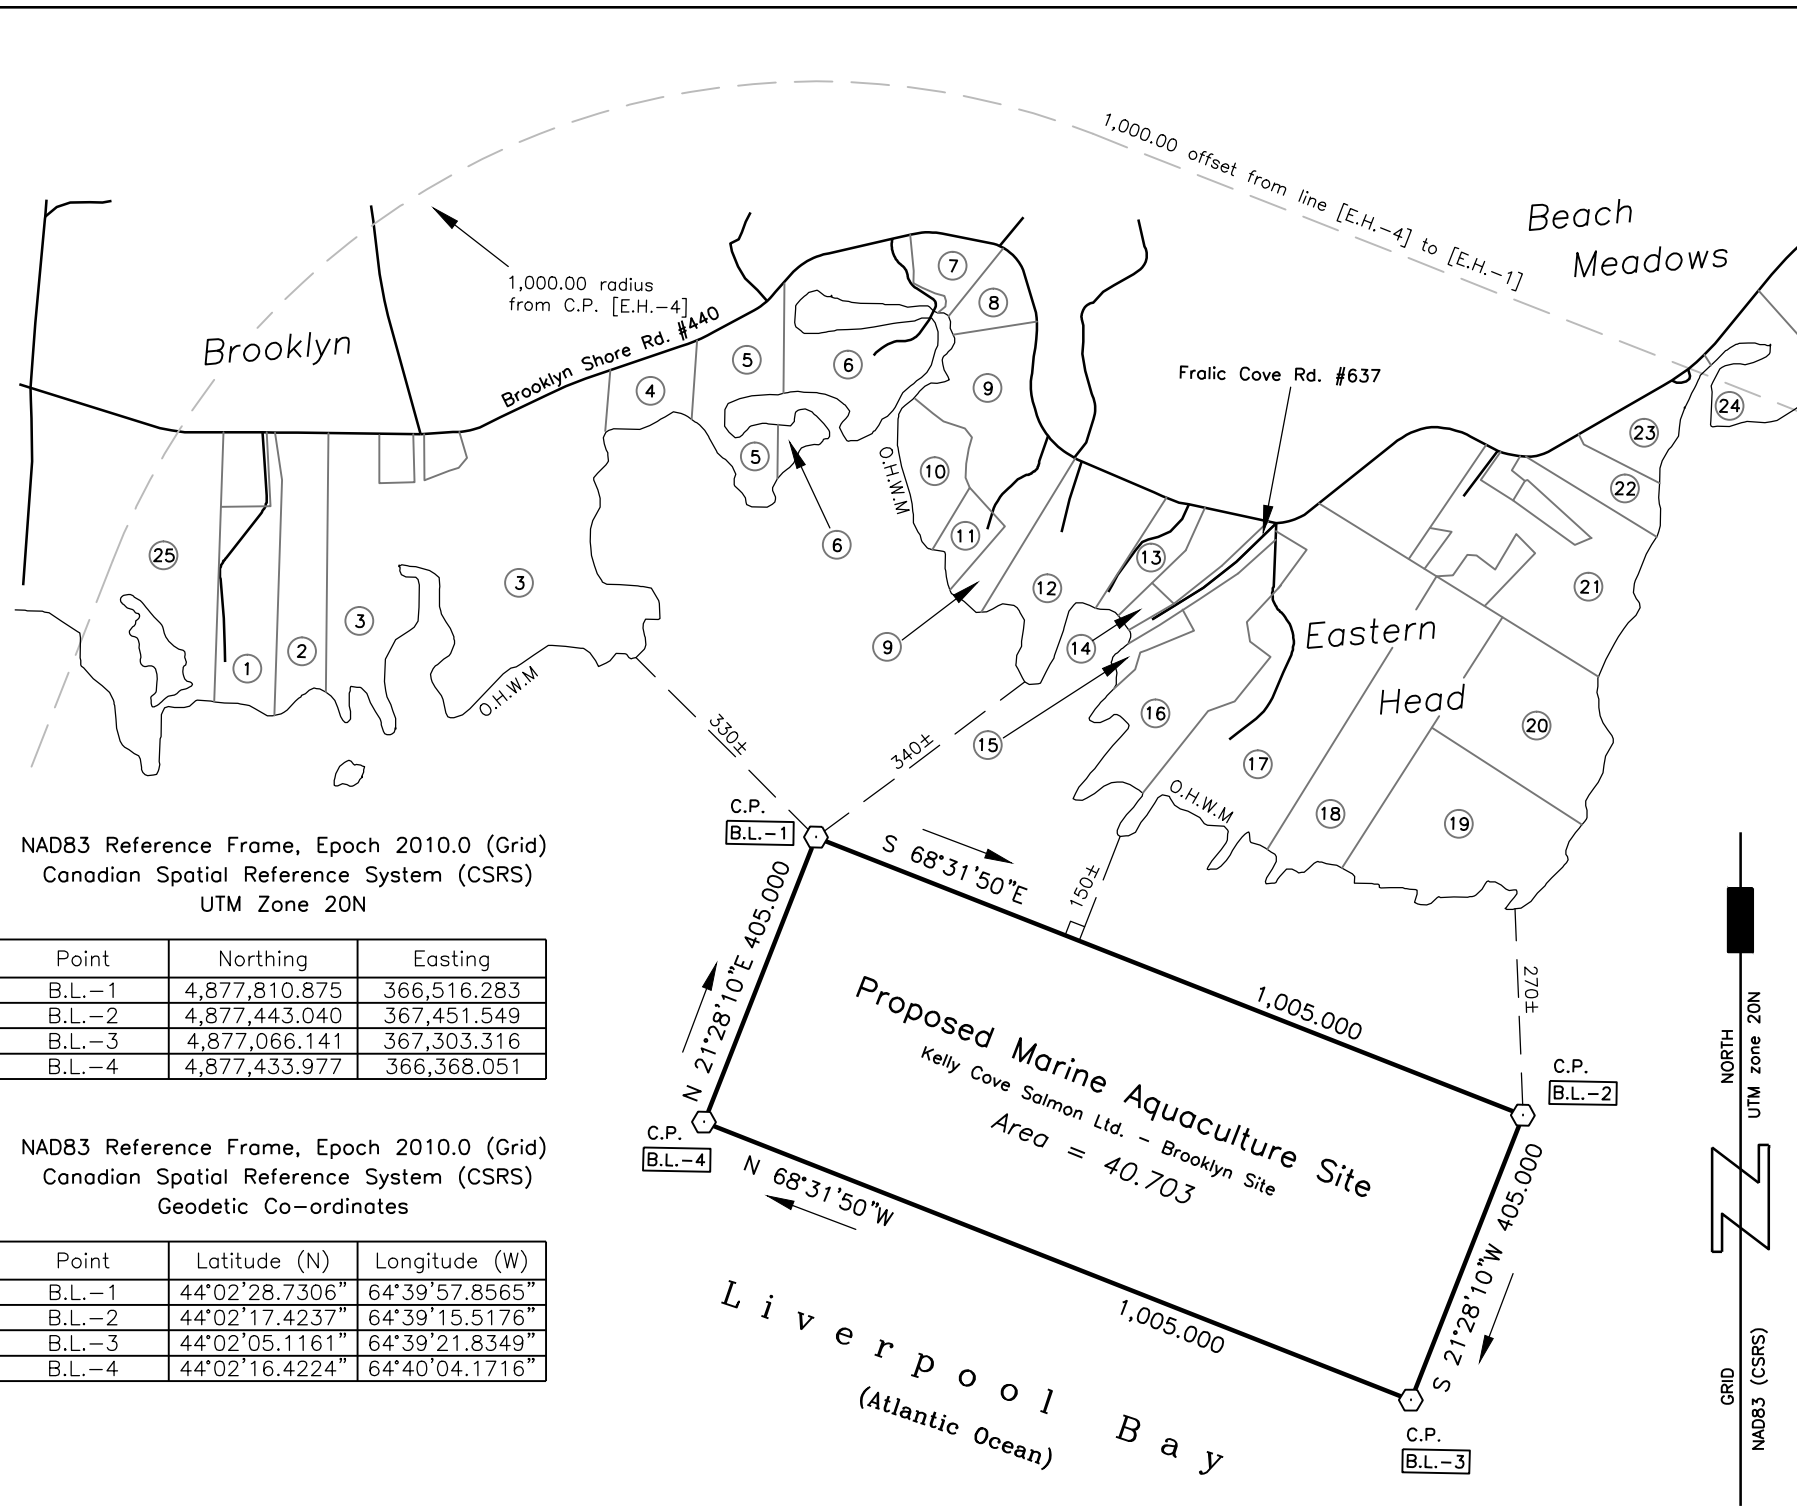 1,000.00 offset from line [E.H.-4] to [E.H.-1]
Beach
Meadows
1,000.00 radius
from C.P. [E.H.-4]
Brooklyn
Brooklyn Shore Rd. #440
Fralic Cove Rd. #637
7
8
5
6
4
9
24
23
5
10
O.H.W.M
22
11
6
25
3
13
12
21
3
2
1
9
14
Eastern
Head
O.H.W.M
330±
340±
15
16
20
17
O.H.W.M
18
19
C.P.
B.L.-1
S 68°31'50"E
150±
270±
NAD83 Reference Frame, Epoch 2010.0 (Grid)
Canadian Spatial Reference System (CSRS)
UTM Zone 20N
Point Northing Easting
B.L.-1 4,877,810.875 366,516.283
B.L.-2 4,877,443.040 367,451.549
B.L.-3 4,877,066.141 367,303.316
B.L.-4 4,877,433.977 366,368.051
N 21°28'10"E 405.000
1,005.000
Proposed Marine Aquaculture Site
Kelly Cove Salmon Ltd. - Brooklyn Site
Area = 40.703
C.P.
B.L.-2
C.P.
B.L.-4
N 68°31'50"W
1,005.000
S 21°28'10"W 405.000
C.P.
B.L.-3
NAD83 Reference Frame, Epoch 2010.0 (Grid)
Canadian Spatial Reference System (CSRS)
Geodetic Co-ordinates
Point Latitude (N) Longitude (W)
B.L.-1 44°02'28.7306" 64°39'57.8565"
B.L.-2 44°02'17.4237" 64°39'15.5176"
B.L.-3 44°02'05.1161" 64°39'21.8349"
B.L.-4 44°02'16.4224" 64°40'04.1716"
Liverpool Bay
(Atlantic Ocean)
GRID NORTH
NAD83 (CSRS) UTM zone 20N